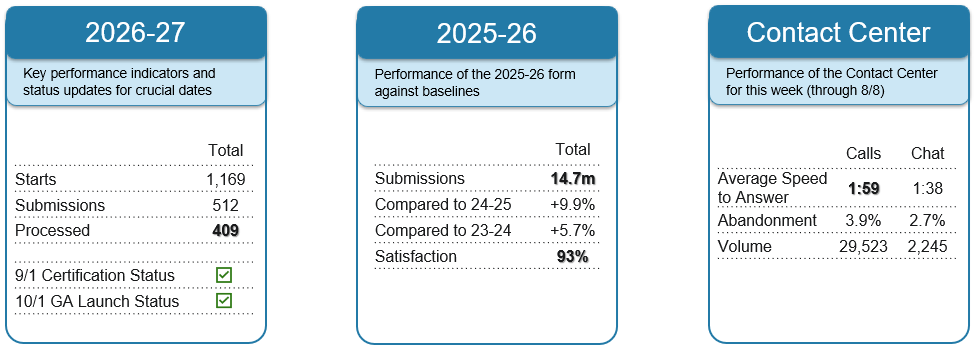 2026-27
Key performance indicators and
status updates for crucial dates
Total
Starts 1,169
Submissions 512
Processed 409
9/1 Certification Status
10/1 GA Launch Status
2025-26
Performance of the 2025-26 form
against baselines
Total
Submissions 14.7m
Compared to 24-25 +9.9%
Compared to 23-24 +5.7%
Satisfaction 93%
Contact Center
Performance of the Contact Center
for this week (through 8/8)
Calls Chat
Average Speed
to Answer 1:59 1:38
Abandonment 3.9% 2.7%
Volume 29,523 2,245